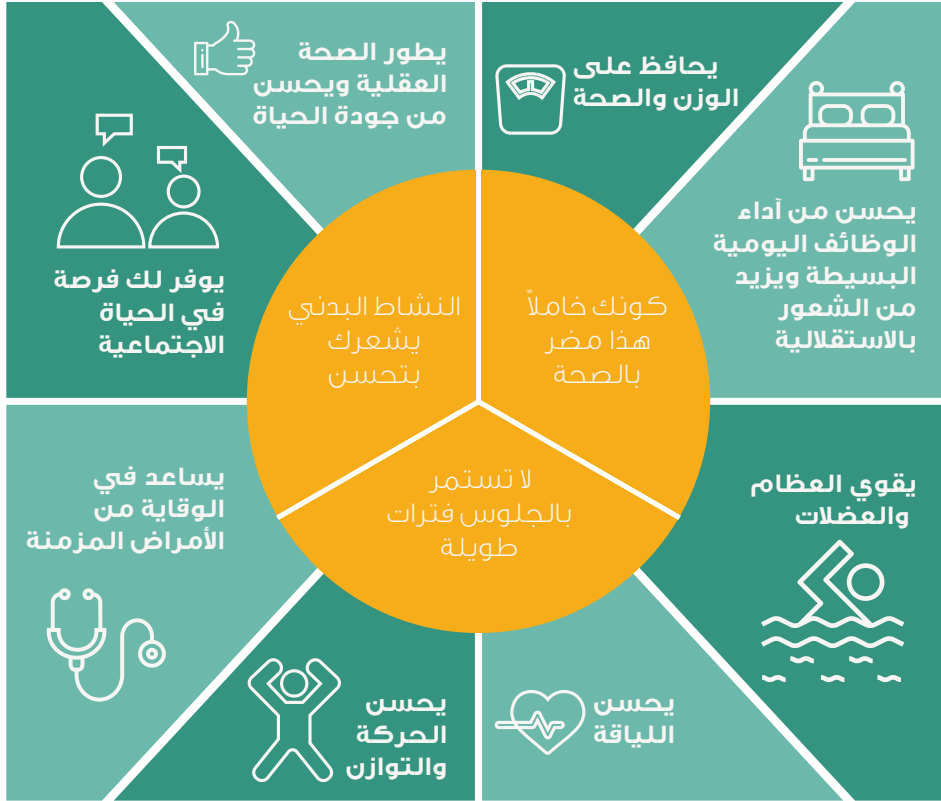 يحافظ على
الوزن والصحة
يحسن من آداء
الوظائف اليومية
البسيطة ويزيد
من الشعور
بالاستقلالية
يقوي العظام
والعضلات
يحسن
اللياقة
يحسن
الحركة
والتوازن
يساعد في
الوقاية من
الأمراض المزمنة
يوفر لك فرصة
في الحياة
الاجتماعية
يطور الصحة
العقلية ويحسن
من جودة الحياة
كونك خاملاً
هذا مضر
بالصحة
لا تستمر
بالجلوس فترات
طويلة
النشاط البدني
يشعرك
بتحسن